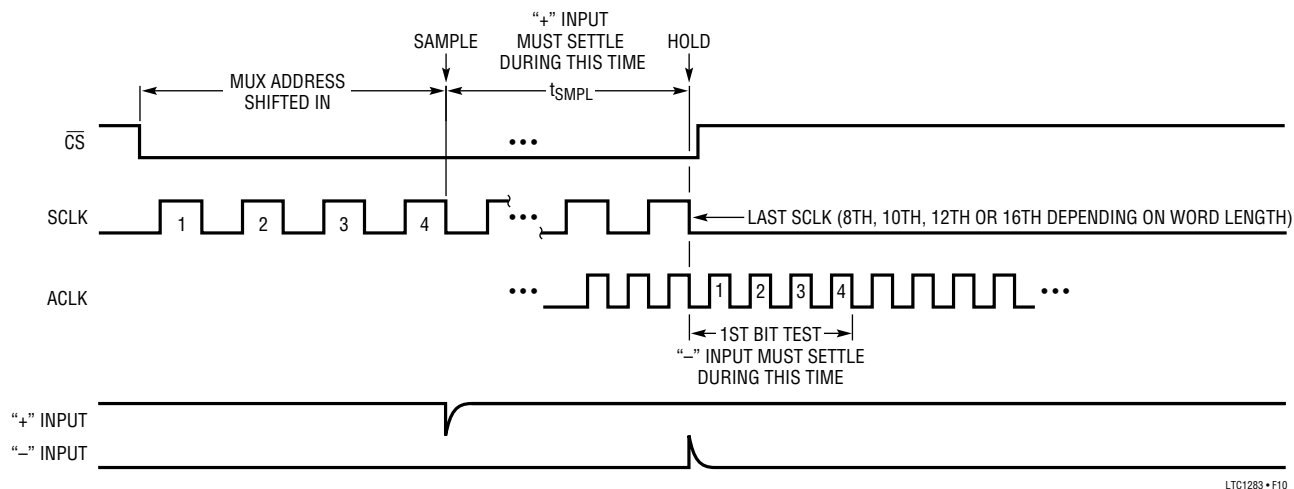 “+” INPUT
MUST SETTLE
DURING THIS TIME
SAMPLE
HOLD
MUX ADDRESS
SHIFTED IN
tSMPL
CS
•••
SCLK
1 2 3 4
•••
LAST SCLK (8TH, 10TH, 12TH OR 16TH DEPENDING ON WORD LENGTH)
ACLK
•••
1 2 3 4
•••
1ST BIT TEST
“–” INPUT MUST SETTLE
DURING THIS TIME
“+” INPUT
“–” INPUT
LTC1283 • F10